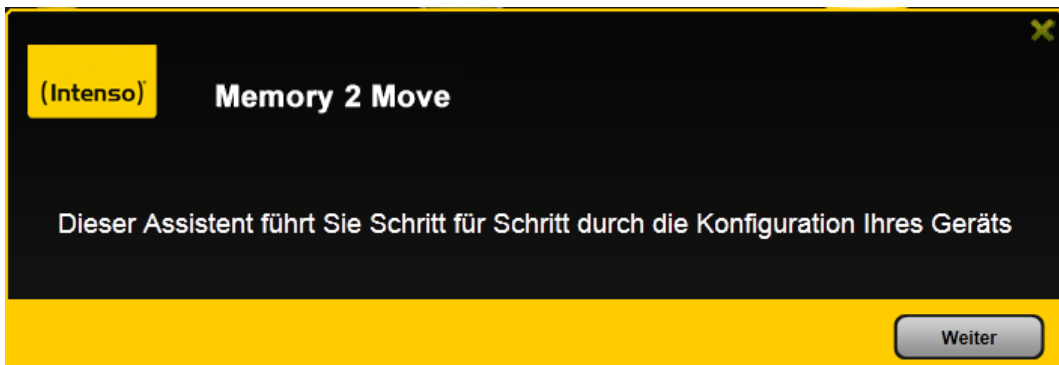 (Intenso)®
Memory 2 Move
Dieser Assistent führt Sie Schritt für Schritt durch die Konfiguration Ihres Geräts
Weiter